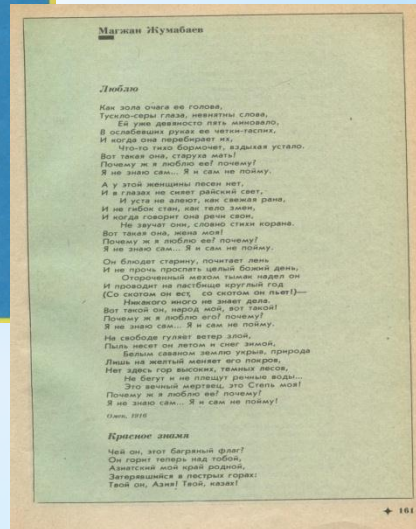 Магжан Жумабаев
Люблю
Как зола очага ее голова,
Тускло-серы глаза, невнятны слова,
Ей уже девяносто пять миновало,
В ослабевших руках ее четки-таспих,
И когда она перебирает их,
Что-то тихо бормочет, вздыхая устало.
Вот такая она, старуха мать!
Почему ж я люблю ее? почему?
Я не знаю сам... Я и сам не пойму.
А у этой женщины песен нет,
И в глазах не сияет райский свет,
И уста не алеют, как свежая рана,
И не гибок стан, как тело змеи,
И когда говорит она речи свои,
Не звучат они, словно стихи корана.
Вот такая она, жена моя!
Почему ж я люблю ее? почему?
Я не знаю сам... Я и сам не пойму.
Он блюдет старину, почитает лень
И не прочь проспать целый божий день,
Отороченный мехом тымак надел он
И проводит на пастбище круглый год
(Со скотом он ест, со скотом он пьет!)—
Никакого иного не знает дела.
Вот такой он, народ мой, вот такой!
Почему ж я люблю его? почему?
Я не знаю сам... Я и сам не пойму.
На свободе гуляет ветер злой,
Пыль несет он летом и снег зимой,
Белым саваном землю укрыв, природа
Лишь на желтый меняет его покров,
Нет здесь гор высоких, темных лесов,
Не бегут и не плещут речные воды...
Это вечный мертвец, это Степь моя!
Почему ж я люблю ее? почему?
Я не знаю сам... Я и сам не пойму!
Омск, 1916
Красное знамя
Чей он, этот багряный флаг?
Он горит теперь над тобой,
Азиатский мой край родной,
Затерявшийся в пестрых горах:
Твой он, Азия! Твой, казах!
161